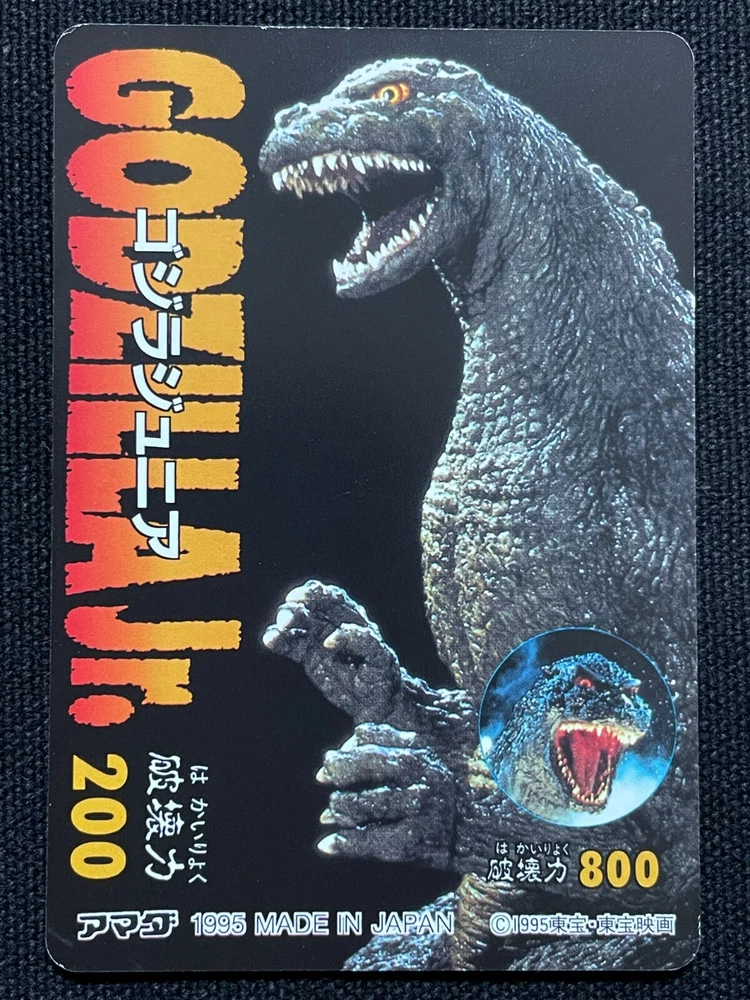 GODZILLA Jr.
ゴジラジュニア
はかいりょく
破壊力
200
はかいりょく
破壊力 800
アマダ 1995 MADE IN JAPAN ©1995東宝・東宝映画